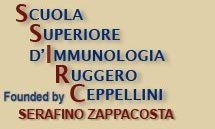 SCUOLA
SUPERIORE
D'IMMUNOLOGIA
RUGGERO
Founded by CEPPELLINI
SERAFINO ZAPPACOSTA